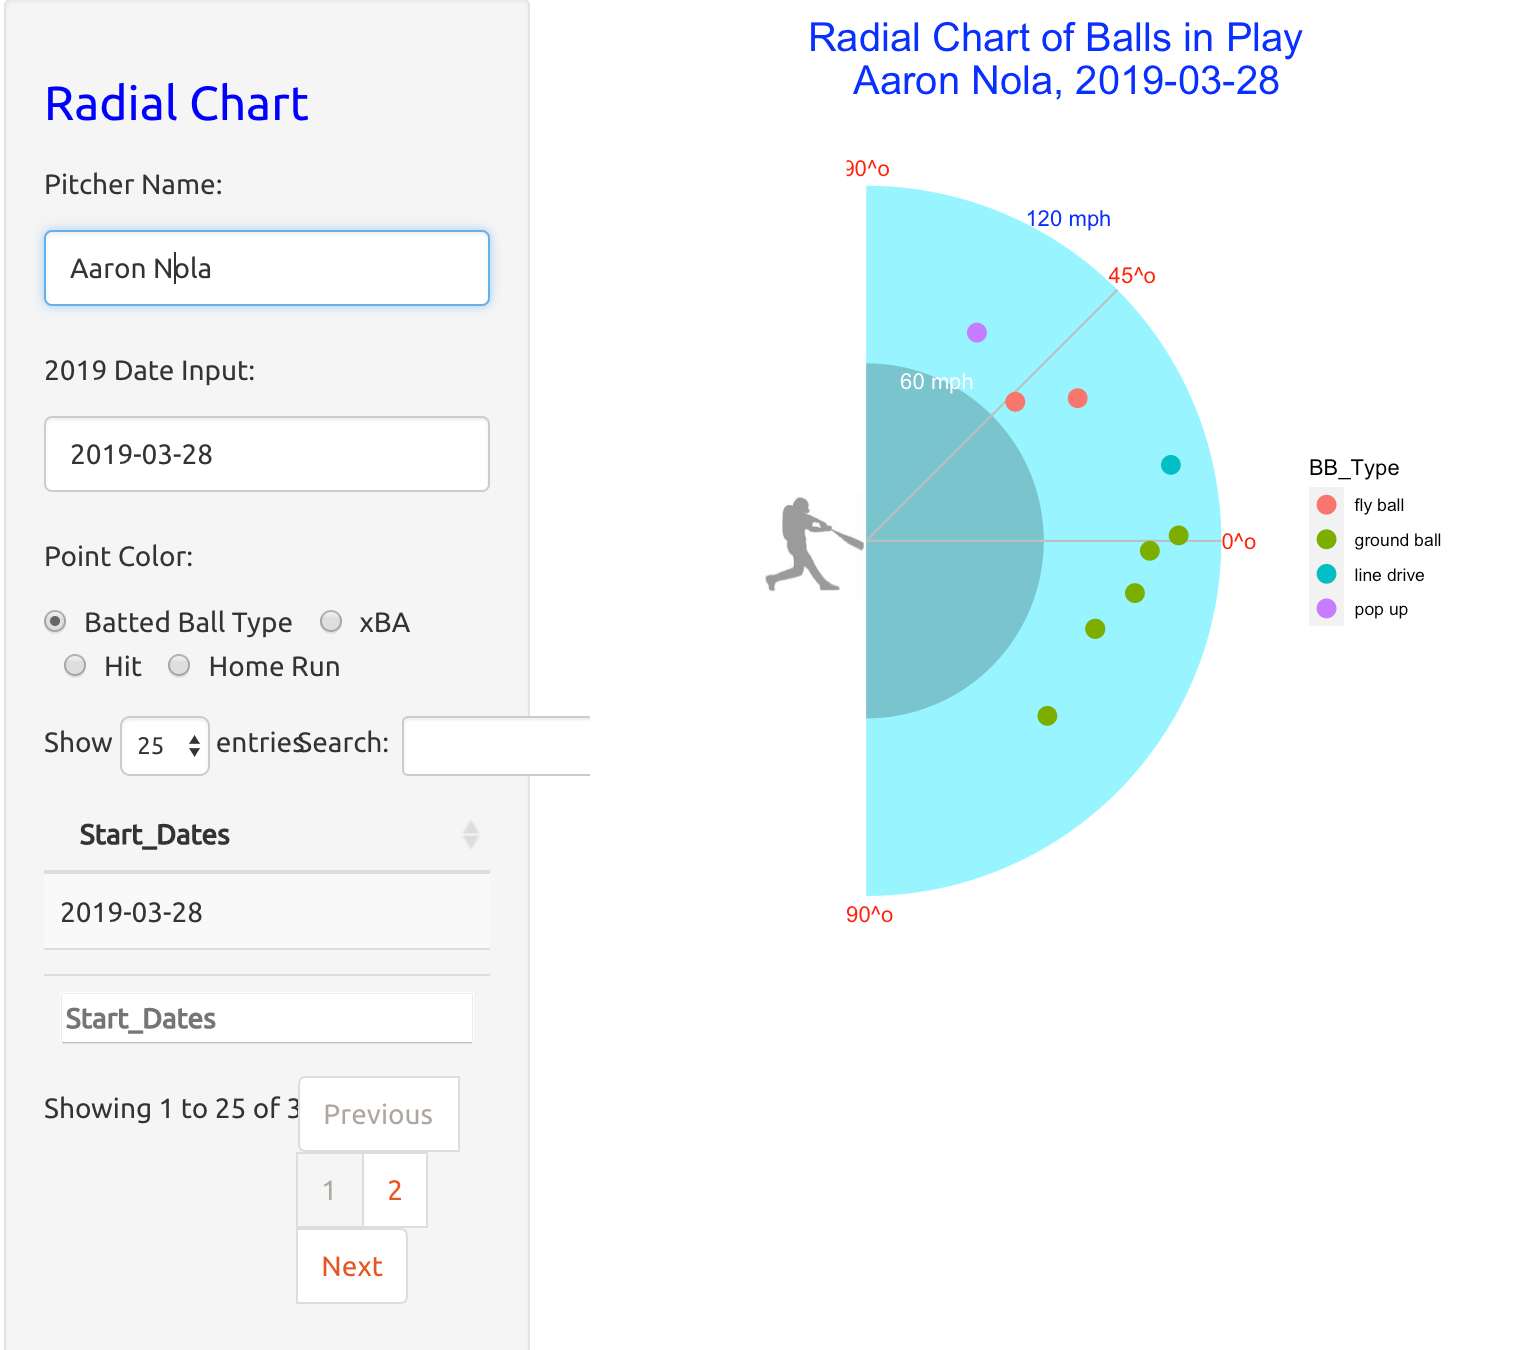 Radial Chart
Pitcher Name:
Aaron Nola
2019 Date Input:
2019-03-28
Point Color:
Batted Ball Type xBA
Hit Home Run
Show 25 entries Search:
Start_Dates
2019-03-28
Start_Dates
Showing 1 to 25 of 3
Previous
1 2
Next
Radial Chart of Balls in Play
Aaron Nola, 2019-03-28
90^o
120 mph
45^o
60 mph
0^o
90^o
BB_Type
fly ball
ground ball
line drive
pop up